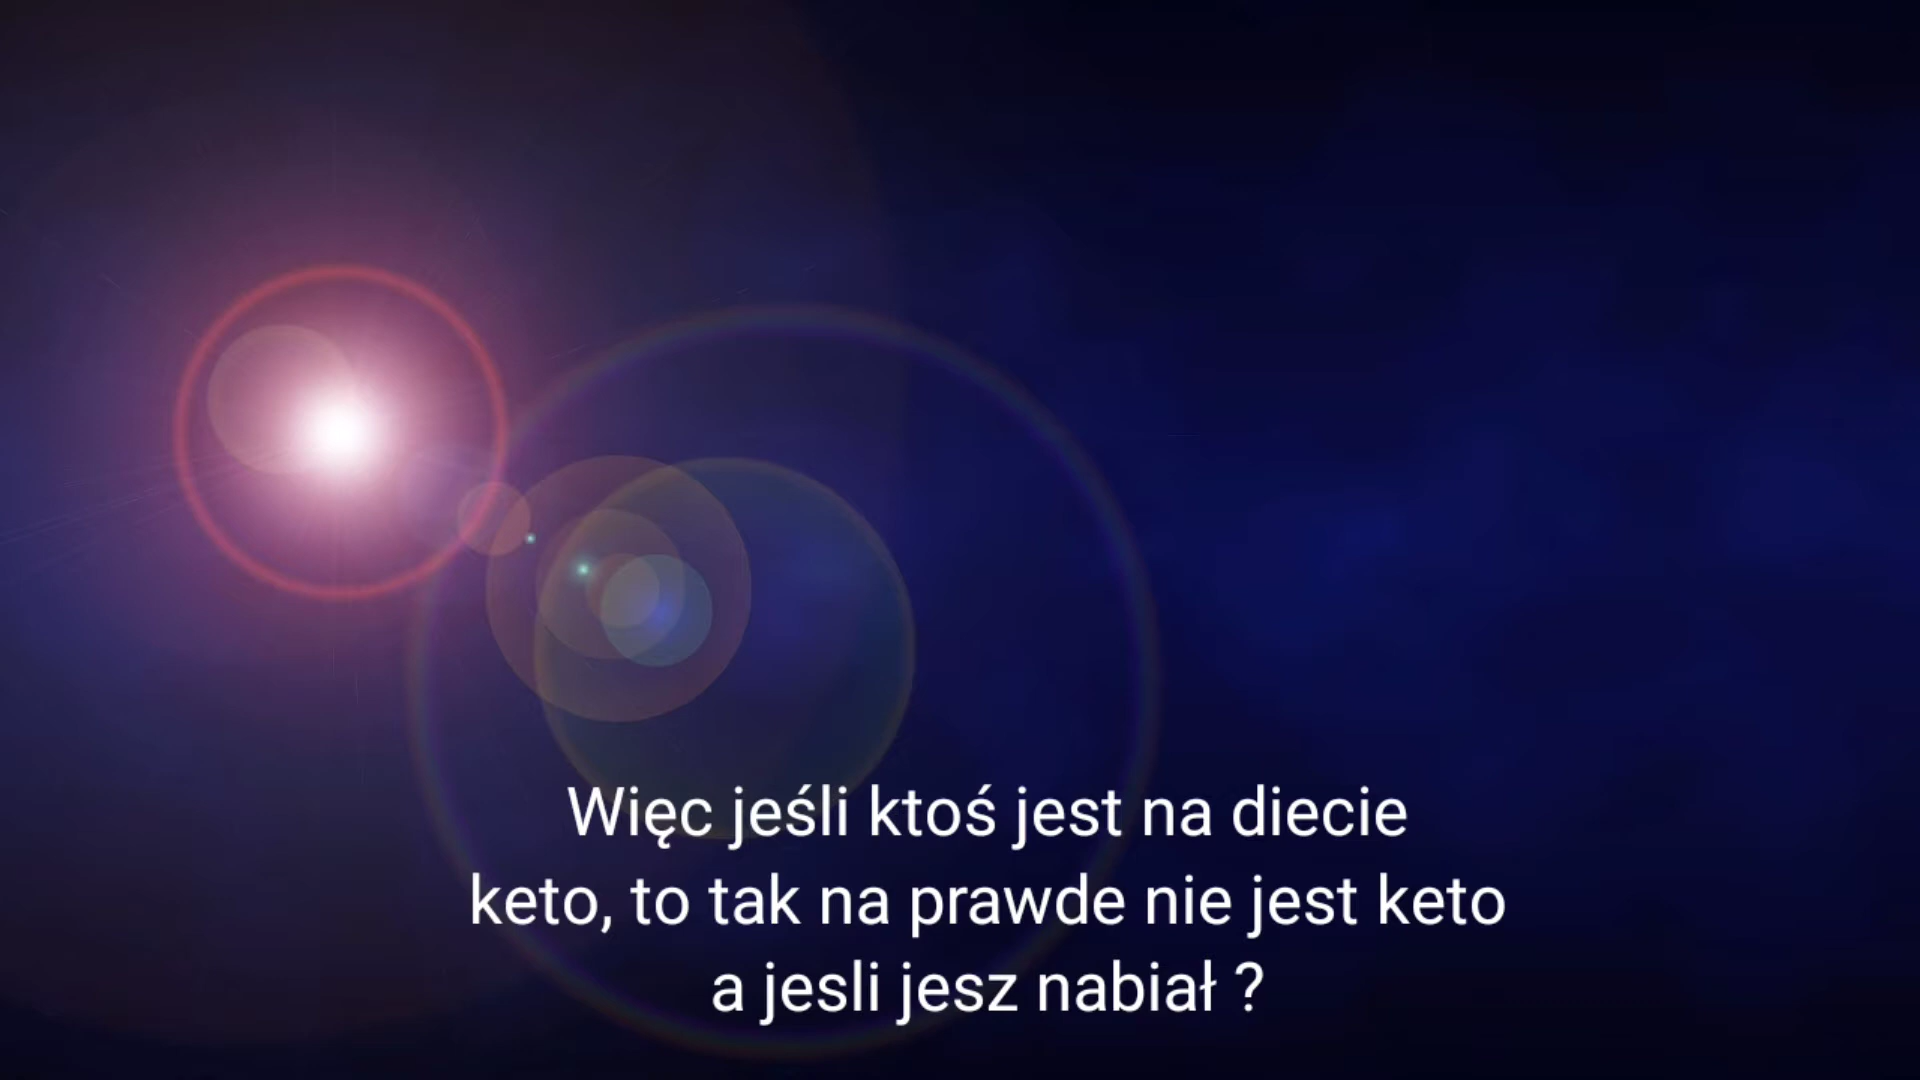 Więc jeśli ktoś jest na diecie
keto, to tak na prawde nie jest keto
a jesli jesz nabiał ?